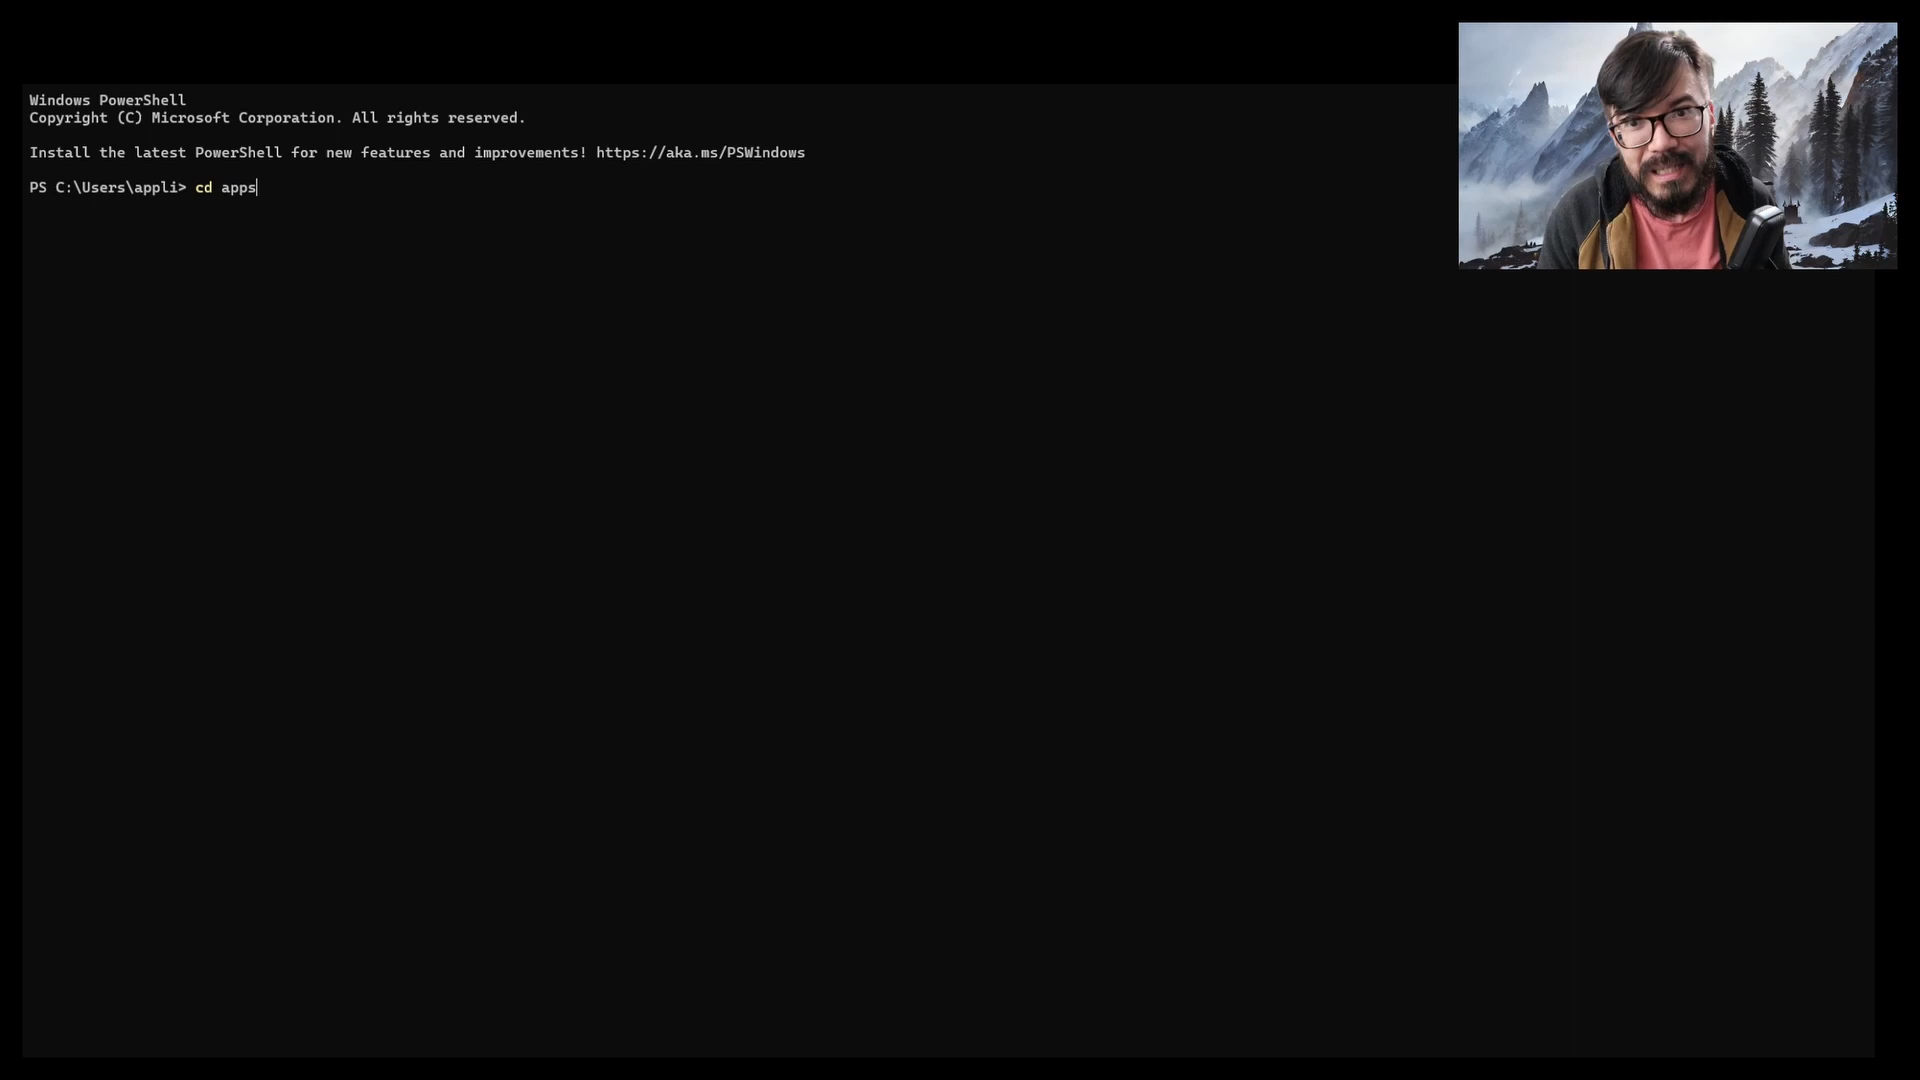 Windows PowerShell
Copyright (C) Microsoft Corporation. All rights reserved.
Install the latest PowerShell for new features and improvements! https://aka.ms/PSWindows
PS C:\Users\appli> cd apps